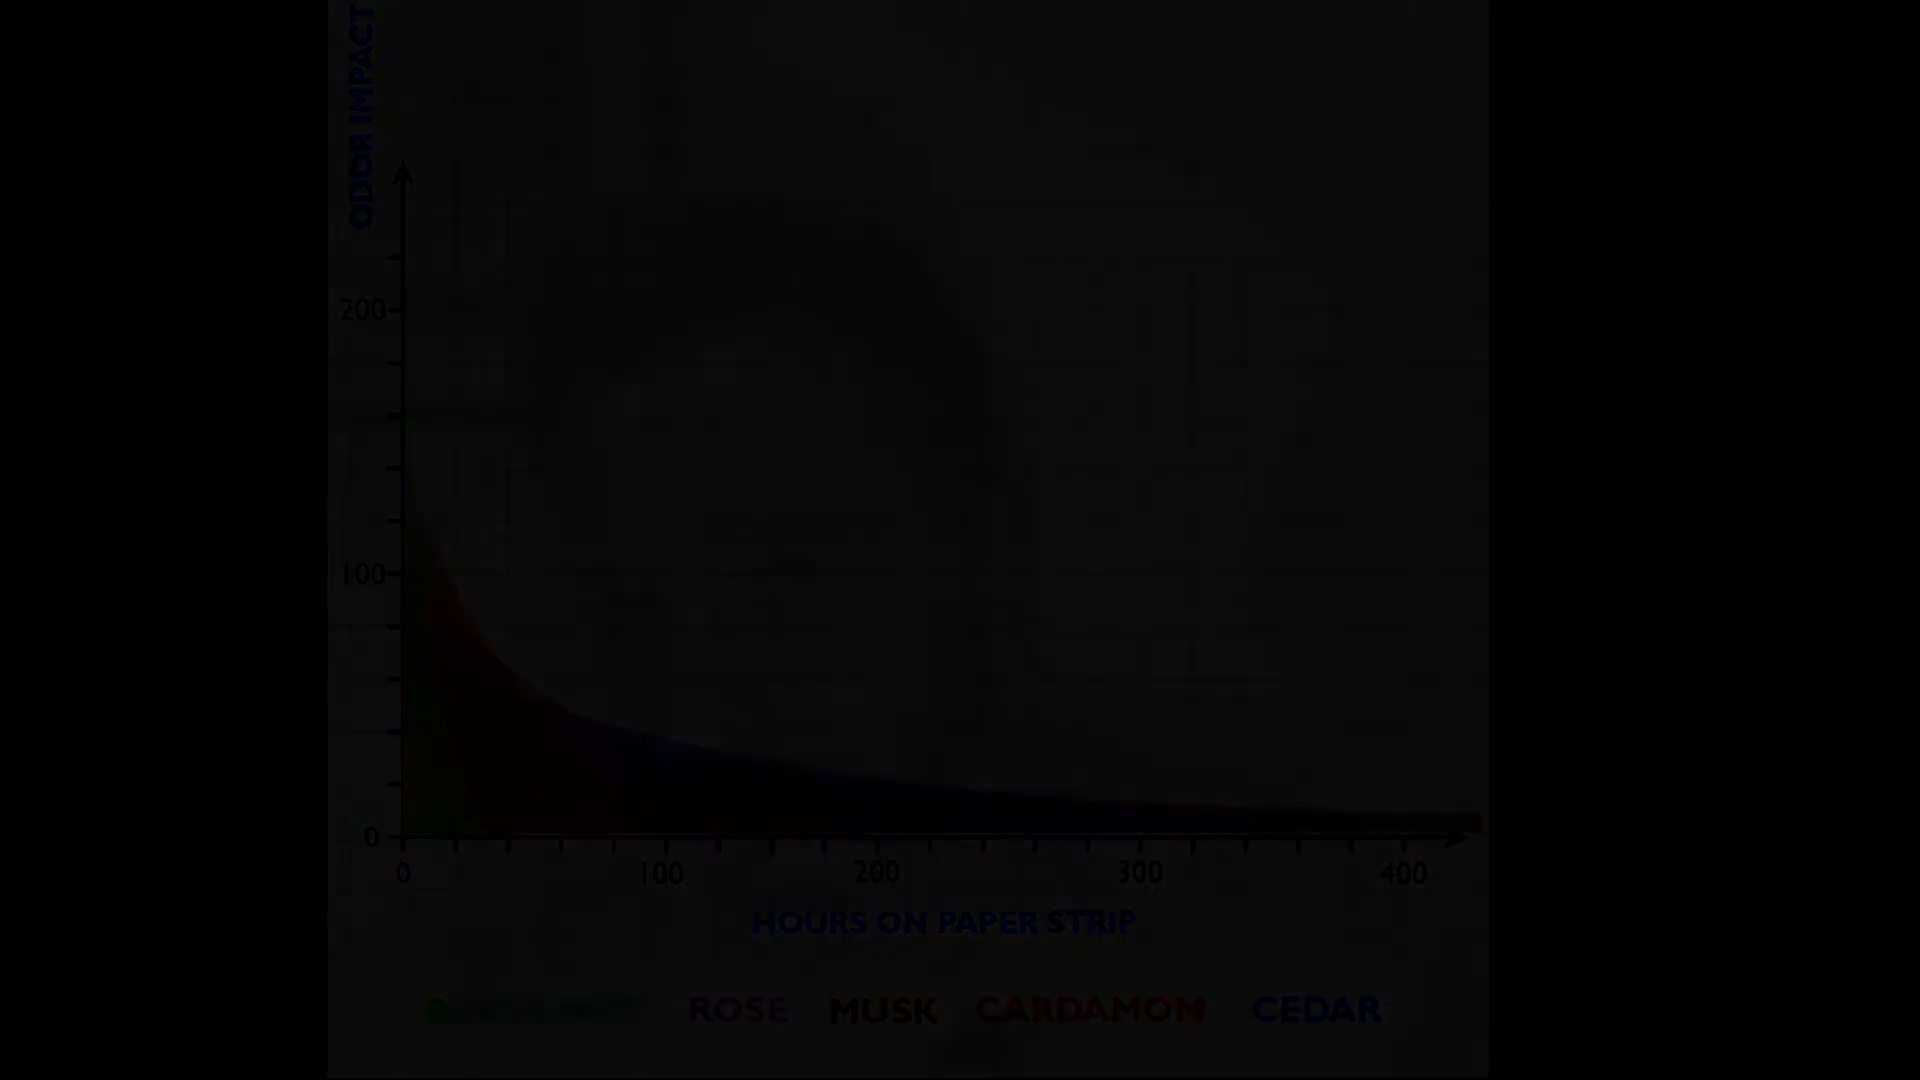 ODOR IMPACT
200
100
0
0 100 200 300 400
HOURS ON PAPER STRIP
ROSE MUSK CARDAMOM CEDAR